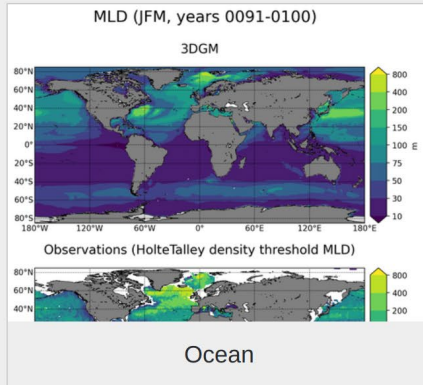 MLD (JFM, years 0091-0100)
3DGM
80°N
60°N
40°N
20°N
0°
20°S
40°S
60°S
80°S
180°W 120°W 60°W 0° 60°E 120°E 180°E
800
400
200
150
100
75
50
30
10
m
Observations (HolteTalley density threshold MLD)
80°N
60°N
40°N
800
400
200
Ocean